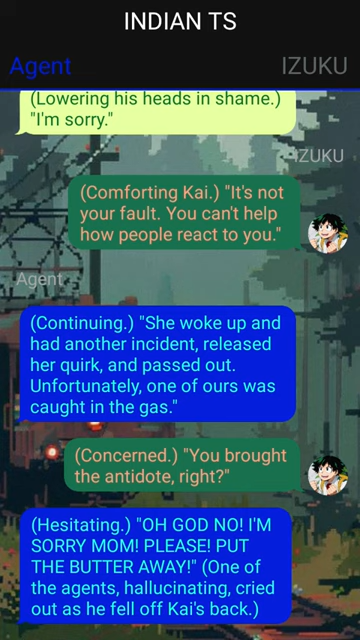 INDIAN TS
Agent
IZUKU
(Lowering his heads in shame.)
"I'm sorry."
IZUKU
(Comforting Kai.) "It's not
your fault. You can't help
how people react to you."
Agent
(Continuing.) "She woke up and
had another incident, released
her quirk, and passed out.
Unfortunately, one of ours was
caught in the gas."
(Concerned.) "You brought
the antidote, right?"
(Hesitating.) "OH GOD NO! I'M
SORRY MOM! PLEASE! PUT
THE BUTTER AWAY!" (One of
the agents, hallucinating, cried
out as he fell off Kai's back.)